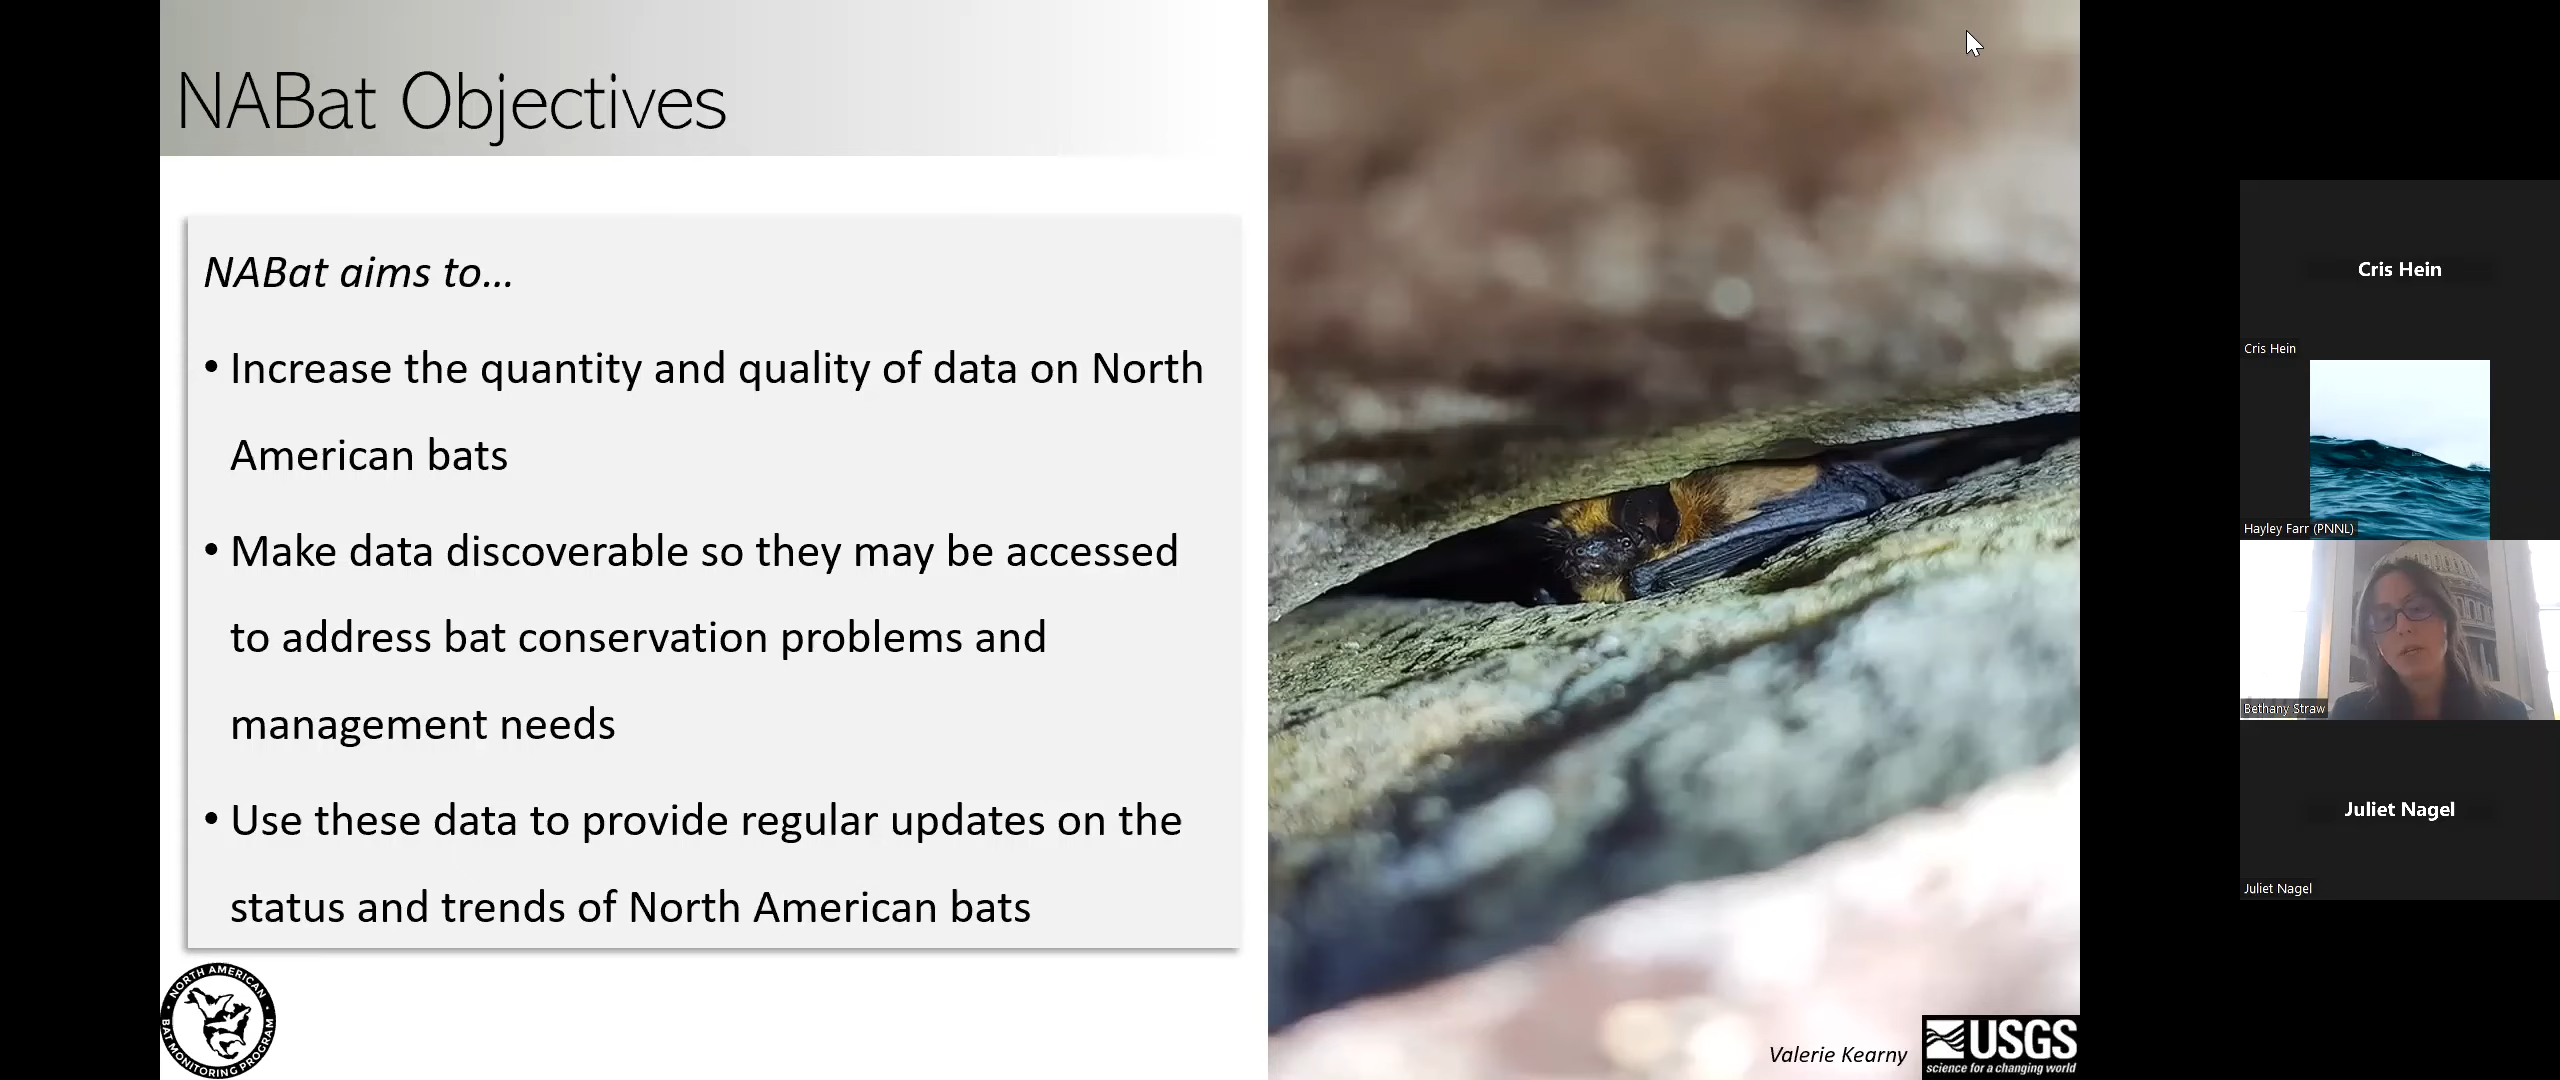 NABat Objectives
NABat aims to...
• Increase the quantity and quality of data on North
American bats
• Make data discoverable so they may be accessed
to address bat conservation problems and
management needs
• Use these data to provide regular updates on the
status and trends of North American bats
NORTH AMERICAN
BAT MONITORING PROGRAM
Valerie Kearny
USGS
science for a changing world
Cris Hein
Cris Hein
Hayley Farr (PNNL)
Bethany Straw
Juliet Nagel
Juliet Nagel